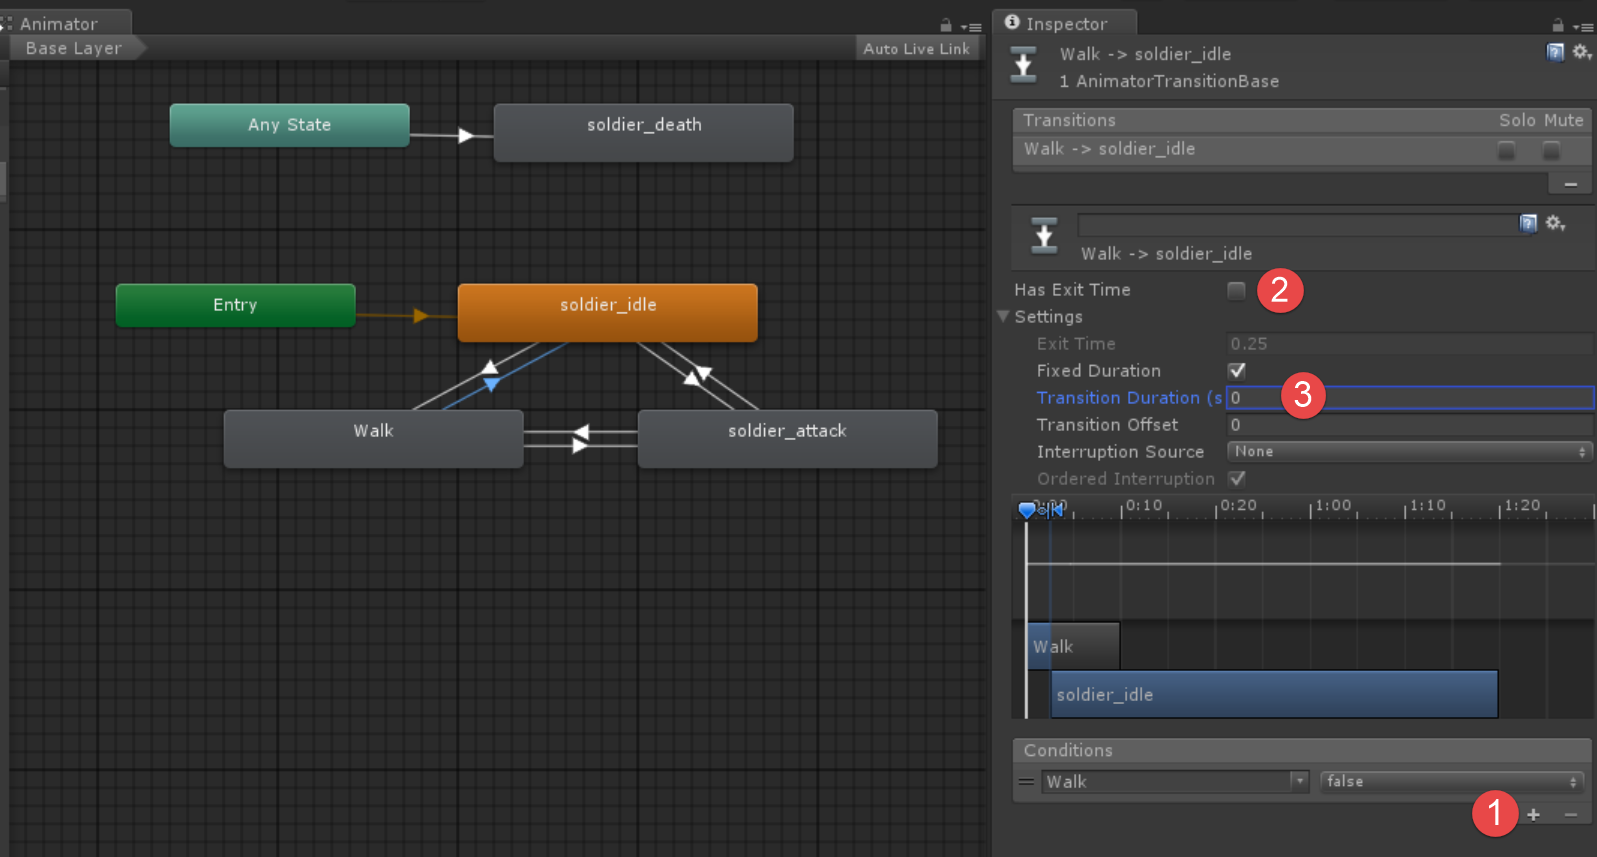 Animator
Base Layer
Auto Live Link
Any State
soldier_death
Entry
soldier_idle
Walk
soldier_attack
Inspector
Walk -> soldier_idle
1 AnimatorTransitionBase
Transitions Solo Mute
Walk -> soldier_idle
Walk -> soldier_idle
Has Exit Time
2
Settings
Exit Time 0.25
Fixed Duration
Transition Duration (s 0
3
Transition Offset 0
Interruption Source None
Ordered Interruption
0:10 0:20 1:00 1:10 1:20
Walk
soldier_idle
Conditions
Walk false
1